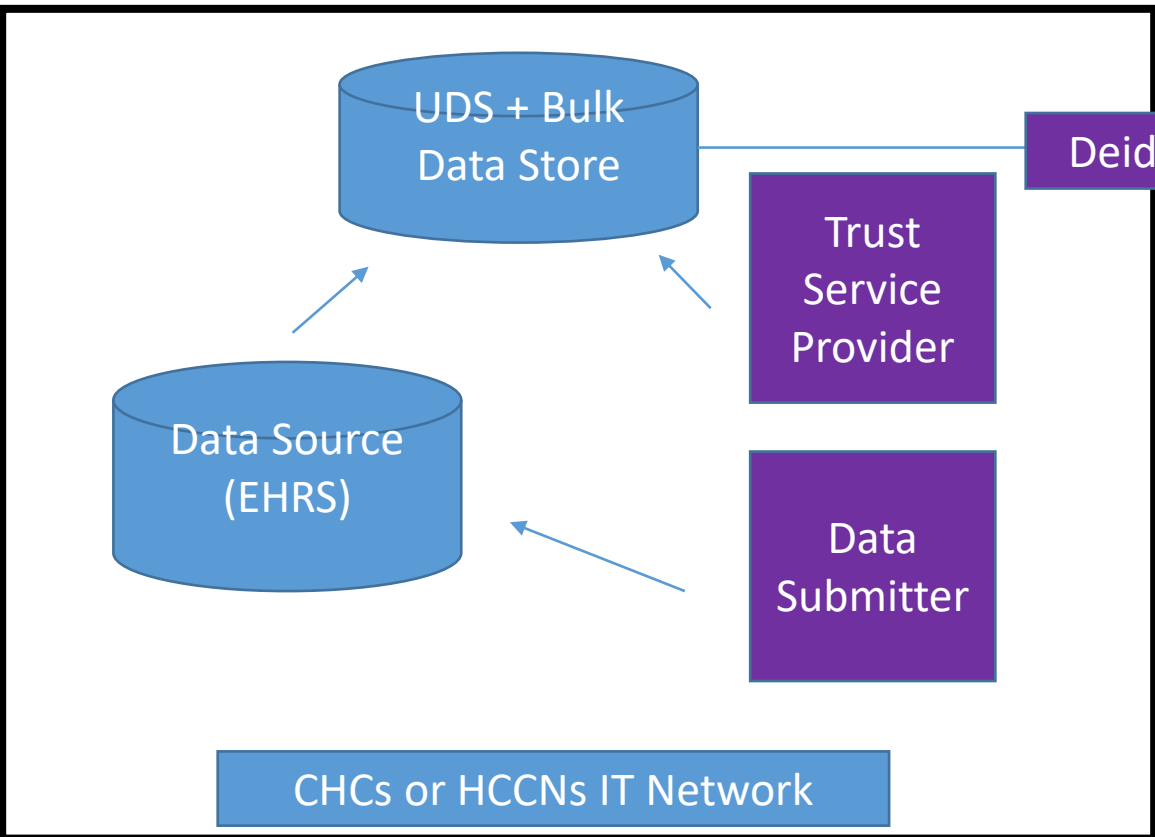 UDS + Bulk
Data Store
Deid
Trust
Service
Provider
Data Source
(EHRS)
Data
Submitter
CHCs or HCCNs IT Network